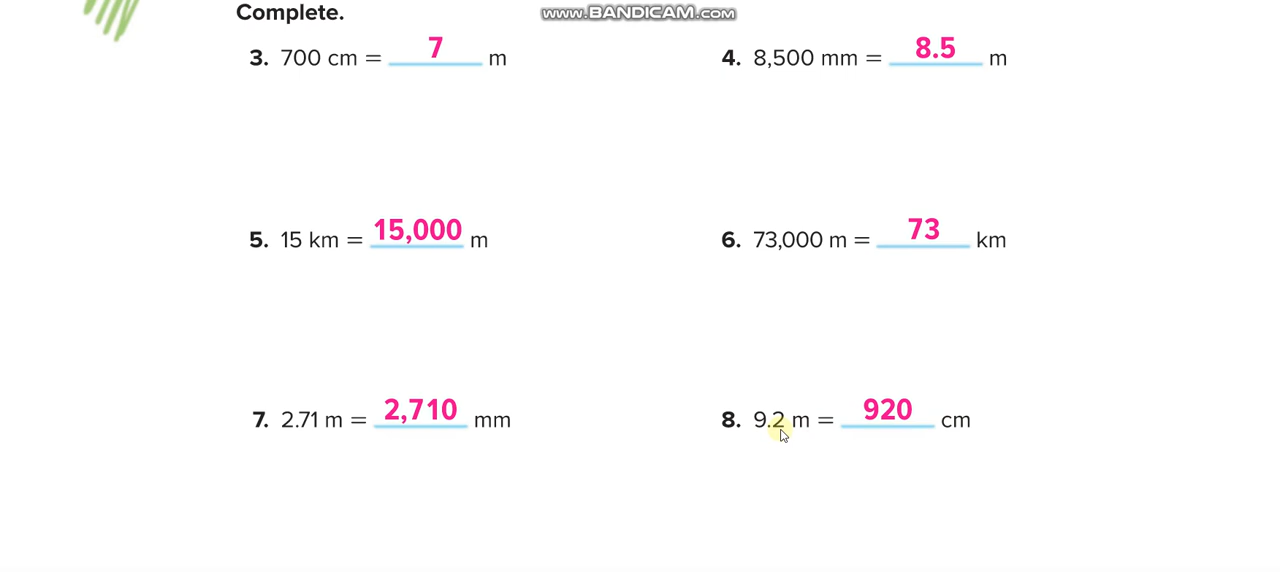 Complete.
www.BANDICAM.com
3. 700 cm = 7 m
4. 8,500 mm = 8.5 m
5. 15 km = 15,000 m
6. 73,000 m = 73 km
7. 2.71 m = 2,710 mm
8. 9.2 m = 920 cm